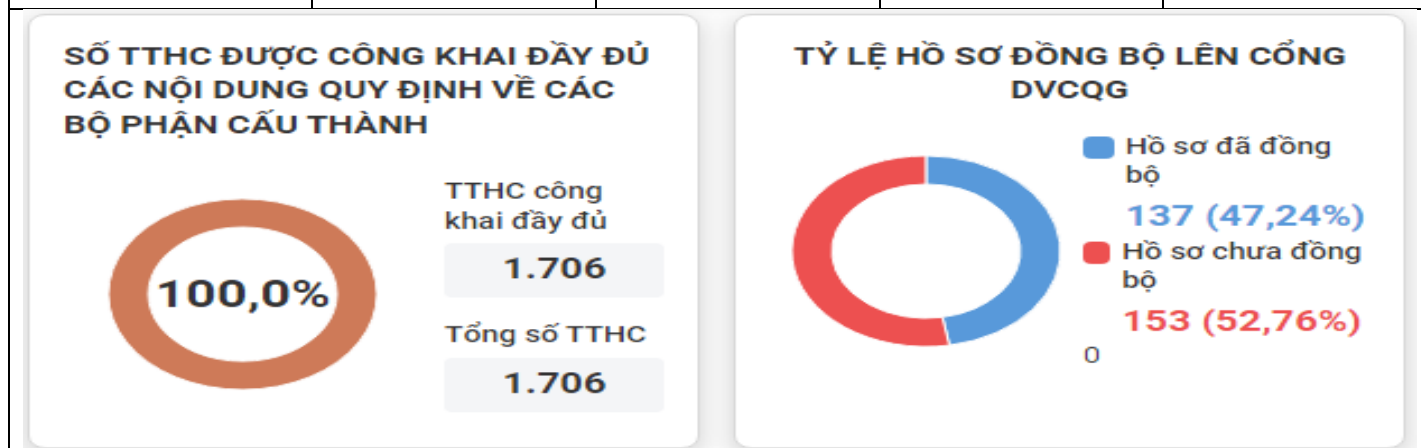 SỐ TTHC ĐƯỢC CÔNG KHAI ĐẦY ĐỦ
CÁC NỘI DUNG QUY ĐỊNH VỀ CÁC
BỘ PHẬN CẤU THÀNH
100,0%
TTHC công
khai đầy đủ
1.706
Tổng số TTHC
1.706
TỶ LỆ HỒ SƠ ĐỒNG BỘ LÊN CỔNG
DVCQG
Hồ sơ đã đồng
bộ
137 (47,24%)
Hồ sơ chưa đồng
bộ
153 (52,76%)
0